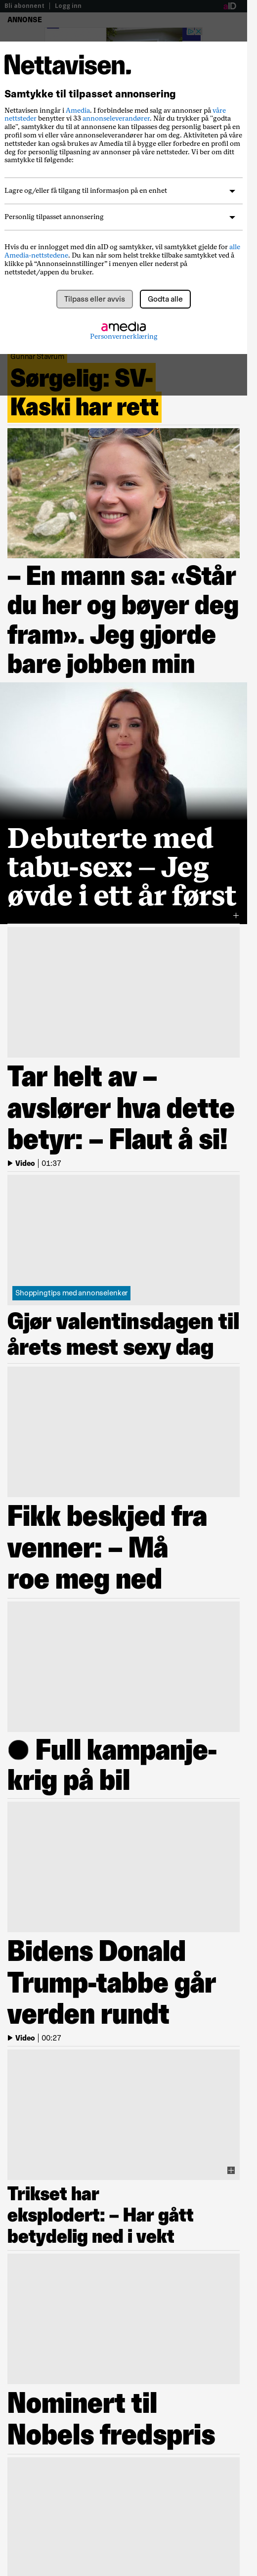 Bli abonnent | Logg inn
aID
ANNONSE
Nettavisen.
Samtykke til tilpasset annonsering
Nettavisen inngår i Amedia. I forbindelse med salg av annonser på våre
nettsteder benytter vi 33 annonseleverandører. Når du trykker på "godta
alle", samtykker du til at annonsene kan tilpasses deg personlig basert på en
profil som vi eller våre annonseleverandører har om deg. Aktiviteten på våre
nettsteder kan også brukes av Amedia til å bygge eller forbedre en profil om
deg for personlig tilpasning av annonser på våre nettsteder. Vi ber om ditt
samtykke til følgende:
Lagre og/eller få tilgang til informasjon på en enhet
Personlig tilpasset annonsering
Hvis du er innlogget med din aID og samtykker, vil samtykket gjelde for alle
Amedia-nettstedene. Du kan når som helst trekke tilbake samtykket ved å
klikke på “Annonseinnstillinger” i menyen eller nederst på
nettstedet/appen du bruker.
Tilpass eller avvis
Godta alle
amedia
Personvernerklæring
Gunnar Stavrum
Sørgelig: SV-
Kaski har rett
– En mann sa: «Står
du her og bøyer deg
fram». Jeg gjorde
bare jobben min
Debuterte med
tabu-sex: – Jeg
øvde i ett år først
Tar helt av –
avslører hva dette
betyr: – Flaut å si!
Video | 01:37
Shoppingtips med annonselenker
Gjør valentinsdagen til
årets mest sexy dag
Fikk beskjed fra
venner: – Må
roe meg ned
● Full kampanje-
krig på bil
Bidens Donald
Trump-tabbe går
verden rundt
Video | 00:27
Trikset har
eksplodert: – Har gått
betydelig ned i vekt
Nominert til
Nobels fredspris